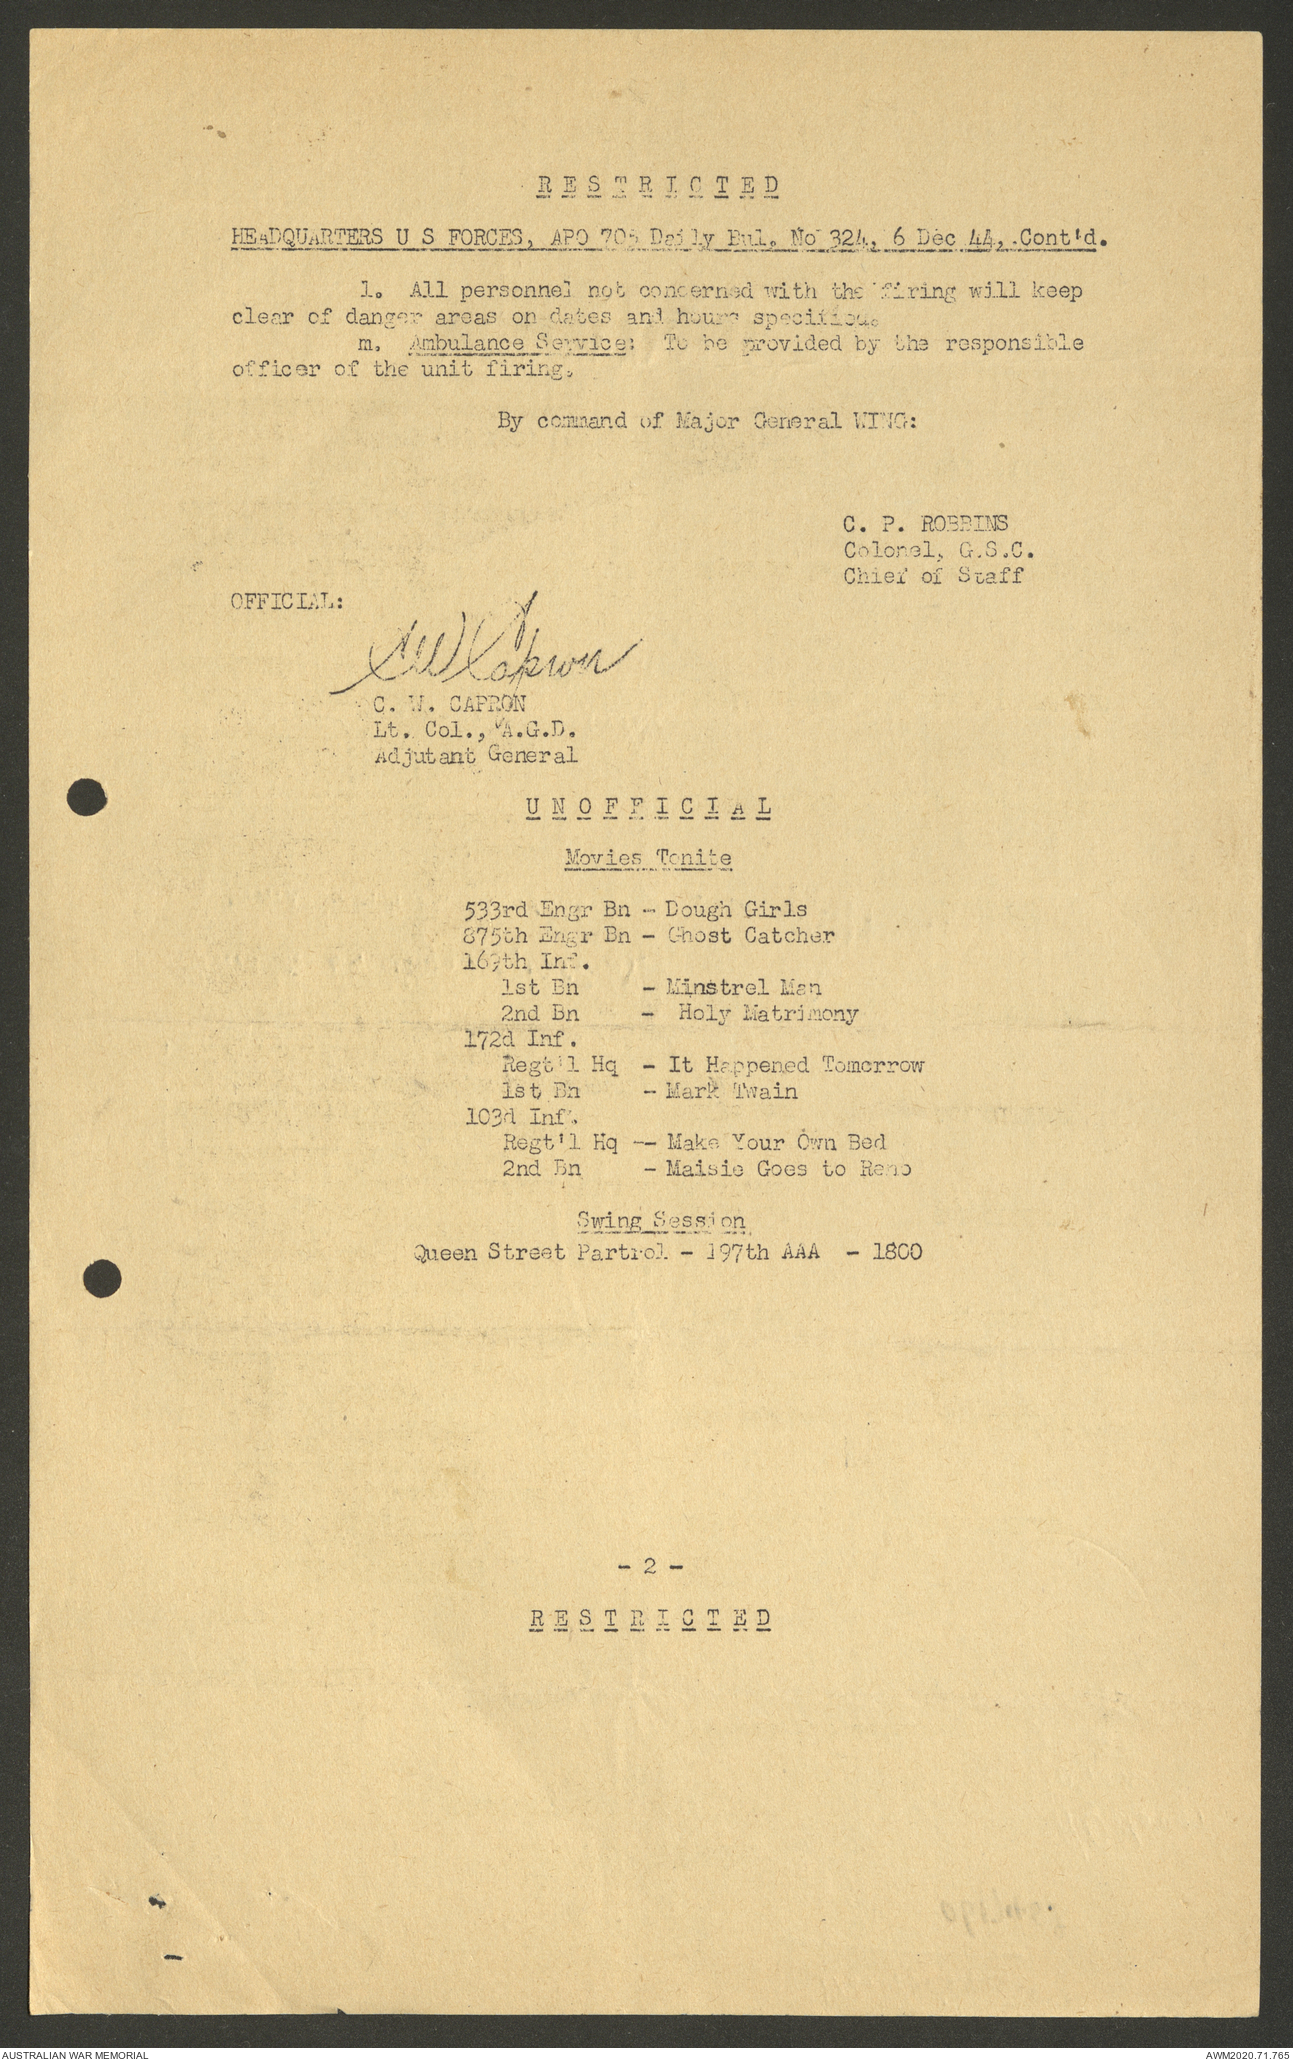 R E S T R I C T E D
HEADQUARTERS U S FORCES, APO 705 Daily Bul. No 324, 6 Dec 44, Cont'd.
l. All personnel not concerned with the firing will keep
clear of danger areas on dates and hours specified.
m. Ambulance Service: To be provided by the responsible
officer of the unit firing.
By command of Major General WING:
C. P. ROBBINS
Colonel, G.S.C.
Chief of Staff
OFFICIAL:
CW Capron
C. W. CAPRON
Lt. Col., A.G.D.
Adjutant General
U N O F F I C I A L
Movies Tonite
533rd Engr Bn - Dough Girls
875th Engr Bn - Ghost Catcher
169th Inf.
1st Bn - Minstrel Man
2nd Bn - Holy Matrimony
172d Inf.
Regt'l Hq - It Happened Tomorrow
1st Bn - Mark Twain
103d Inf.
Regt'l Hq -- Make Your Own Bed
2nd Bn - Maisie Goes to Reno
Swing Session
Queen Street Partrol - 197th AAA - 1800
- 2 -
R E S T R I C T E D
AUSTRALIAN WAR MEMORIAL
AWM2020.71.765